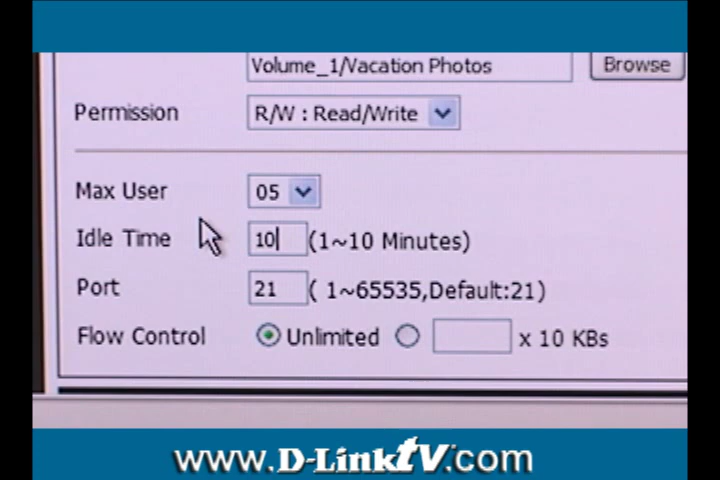 Volume_1/Vacation Photos Browse
Permission R/W : Read/Write
Max User 05
Idle Time 10 (1~10 Minutes)
Port 21 ( 1~65535,Default:21)
Flow Control Unlimited x 10 KBs
www.D-LinktV.com